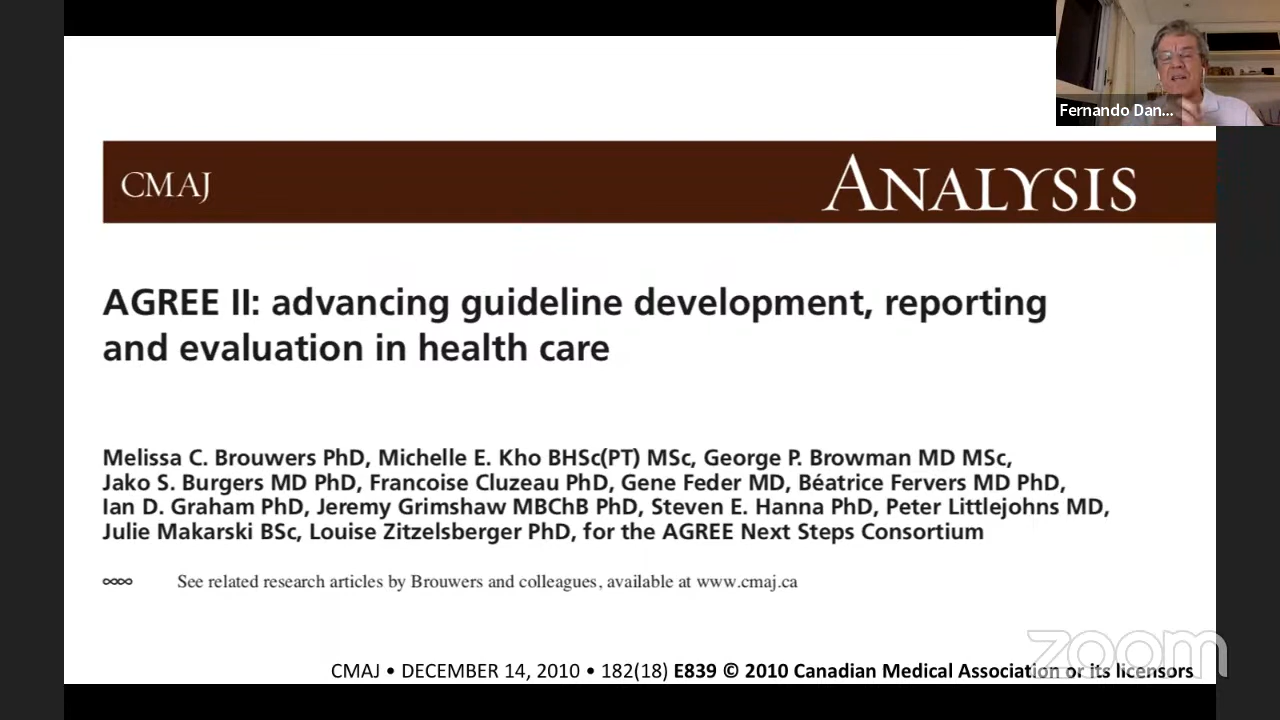 Fernando Dan...
CMAJ
ANALYSIS
AGREE II: advancing guideline development, reporting
and evaluation in health care
Melissa C. Brouwers PhD, Michelle E. Kho BHSc(PT) MSc, George P. Browman MD MSc,
Jako S. Burgers MD PhD, Francoise Cluzeau PhD, Gene Feder MD, Béatrice Fervers MD PhD,
Ian D. Graham PhD, Jeremy Grimshaw MBChB PhD, Steven E. Hanna PhD, Peter Littlejohns MD,
Julie Makarski BSc, Louise Zitzelsberger PhD, for the AGREE Next Steps Consortium
See related research articles by Brouwers and colleagues, available at www.cmaj.ca
CMAJ • DECEMBER 14, 2010 • 182(18) E839 © 2010 Canadian Medical Association or its licensors
zoom